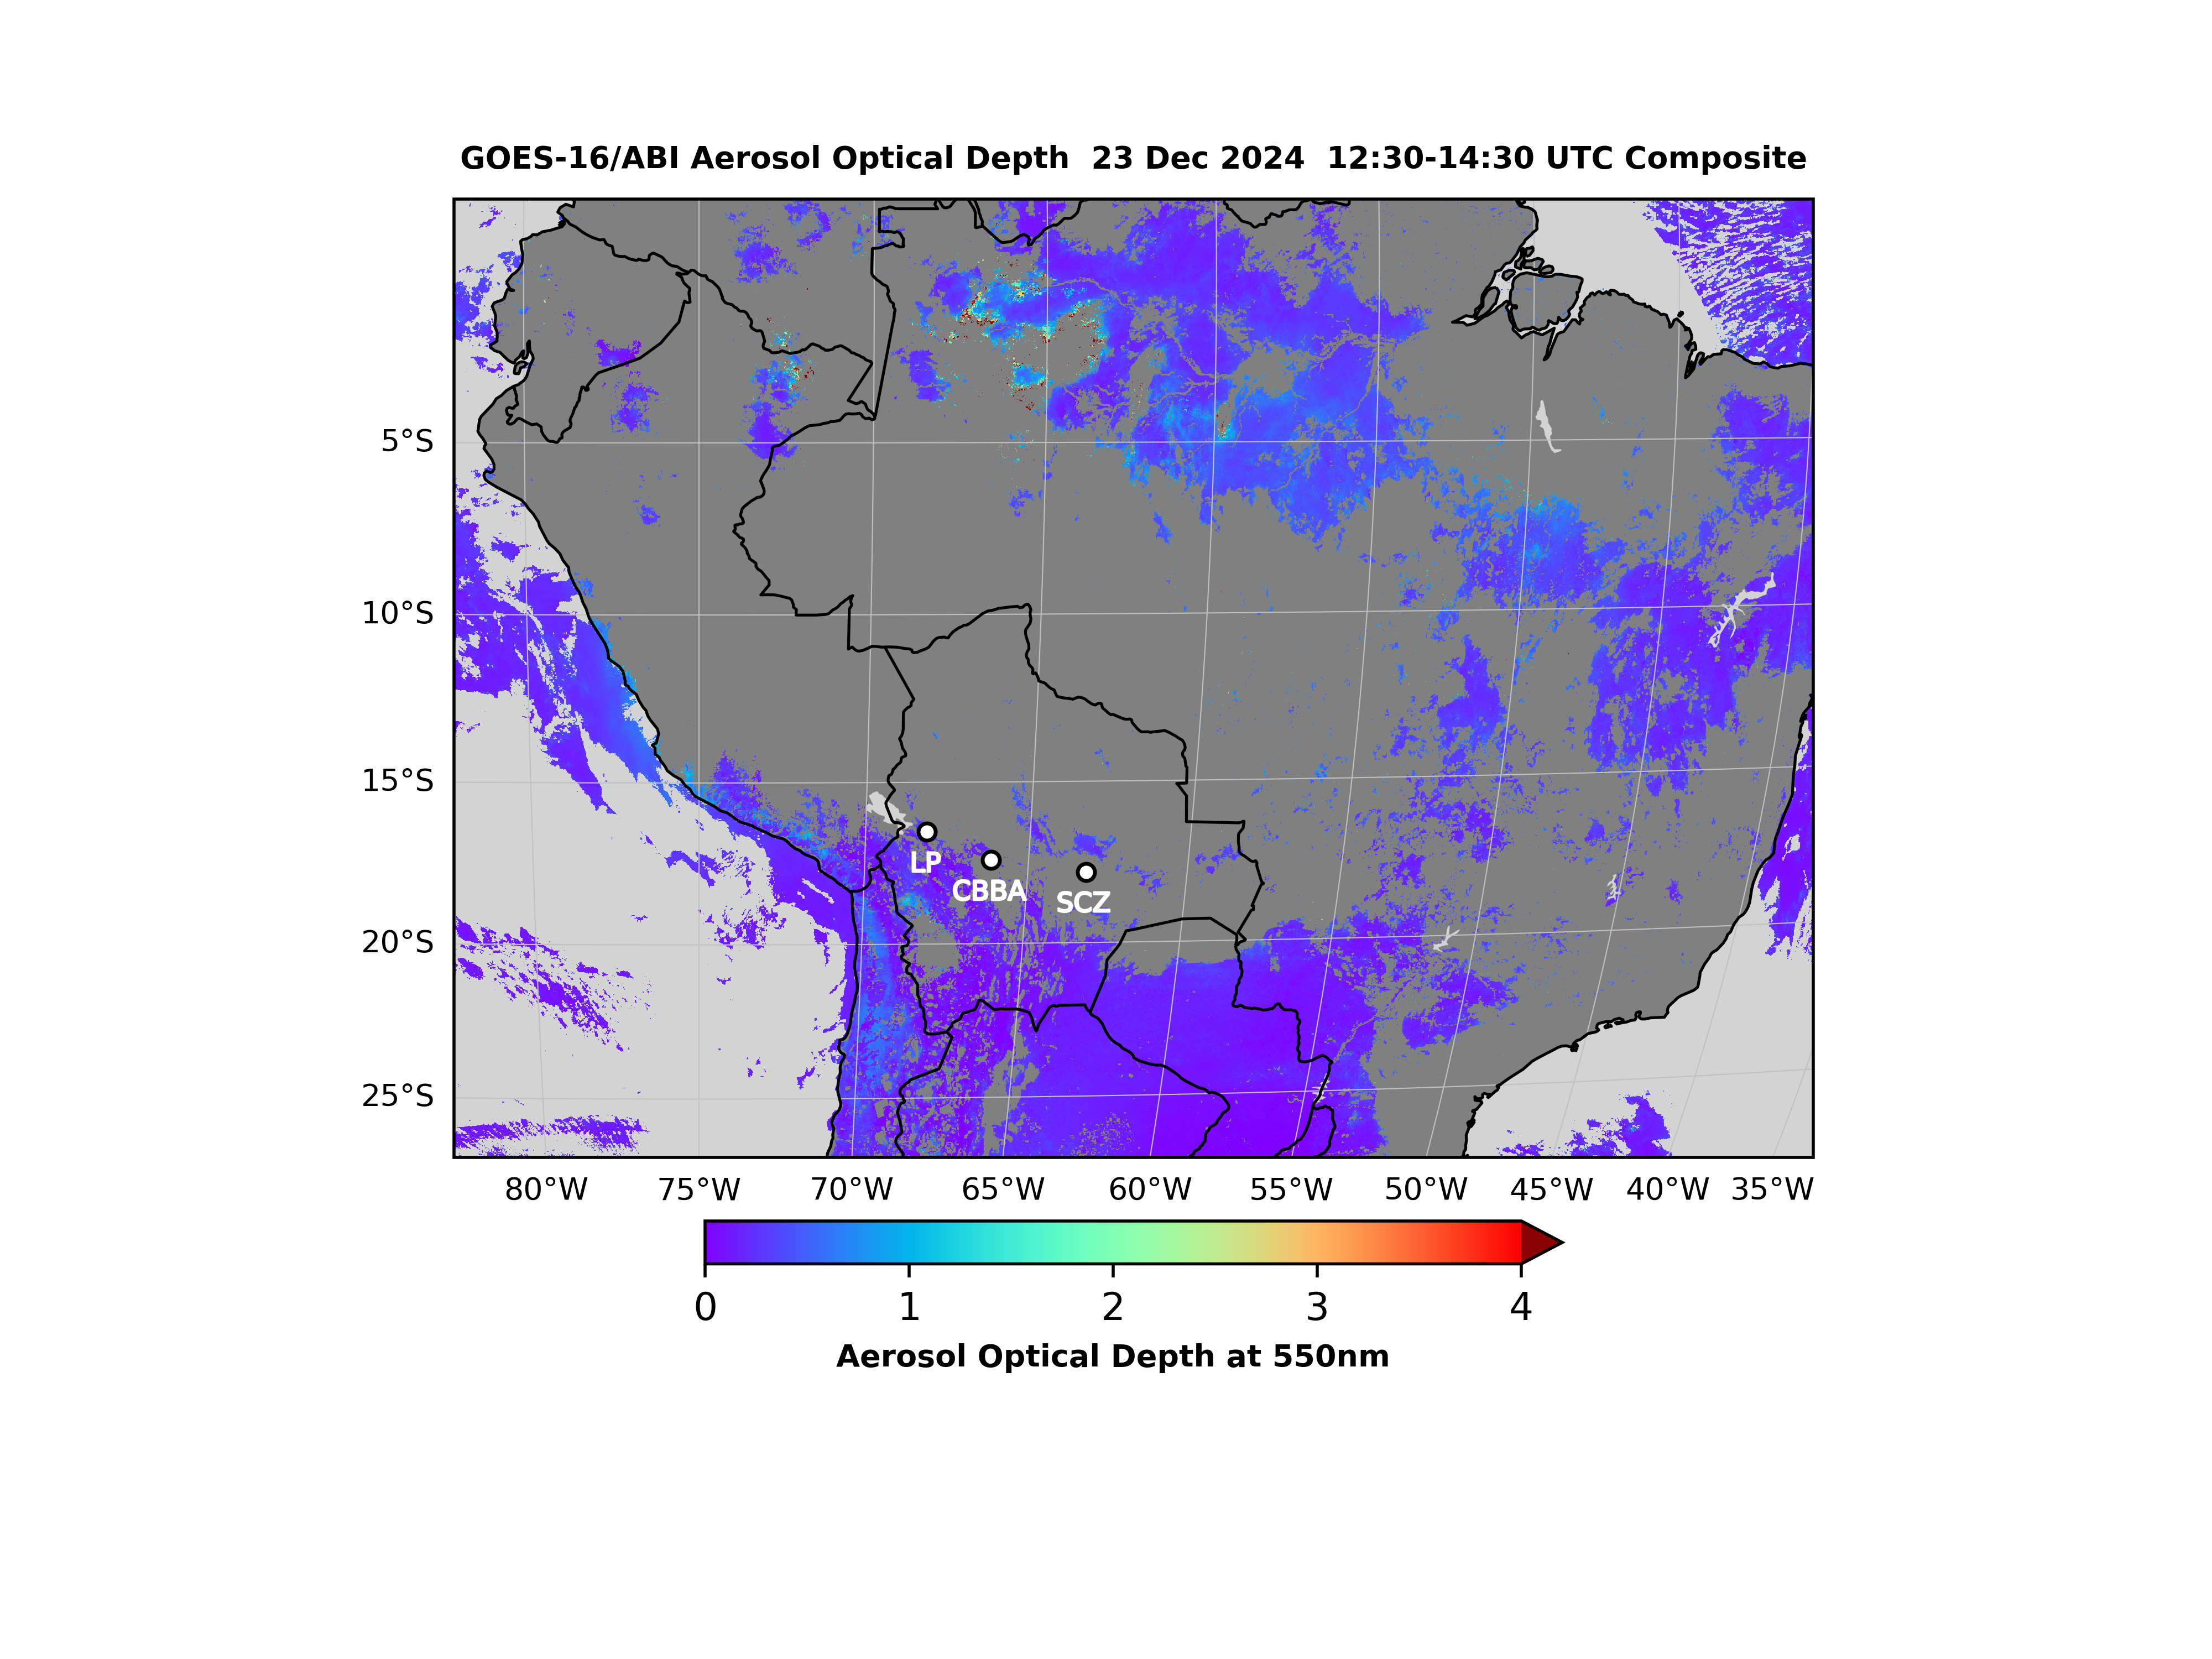 GOES-16/ABI Aerosol Optical Depth  23 Dec 2024  12:30-14:30 UTC Composite
5°S
10°S
15°S
LP
CBBA
SCZ
20°S
25°S
80°W 75°W 70°W 65°W 60°W 55°W 50°W 45°W 40°W 35°W
0 1 2 3 4
Aerosol Optical Depth at 550nm